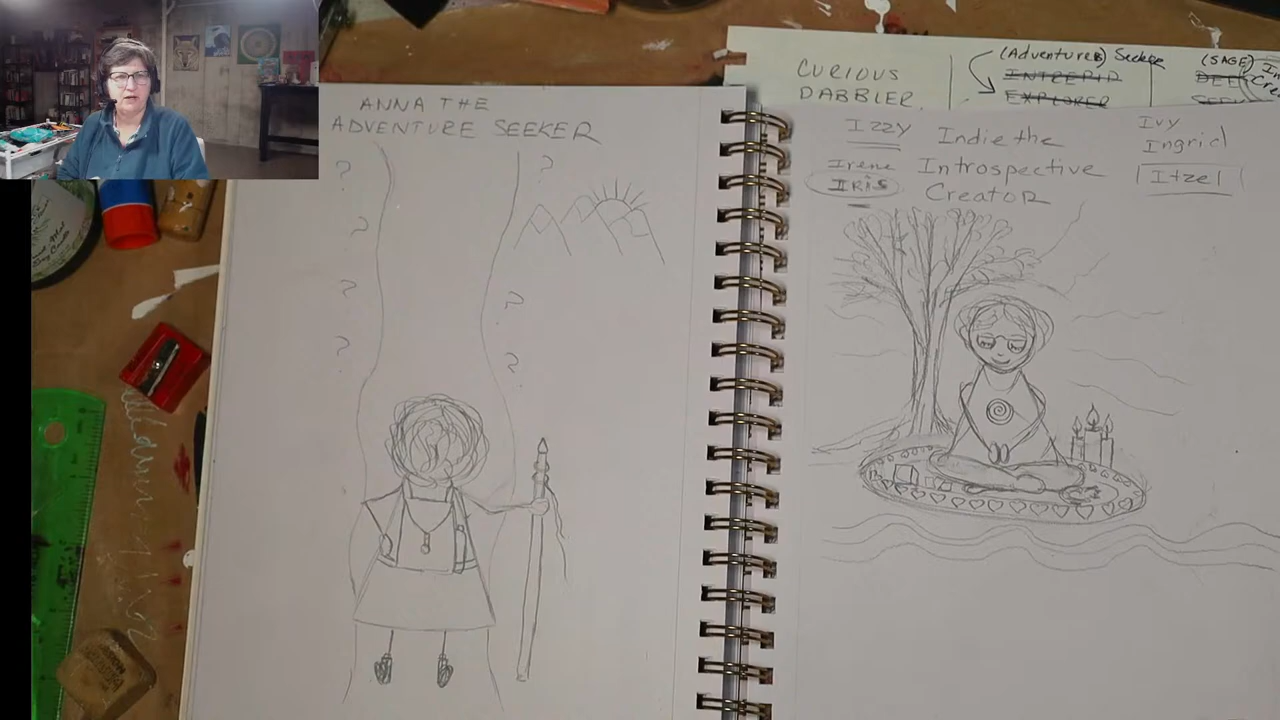 ANNA THE
ADVENTURE SEEKER
?
?
?
?
?
?
?
?
CURIOUS
DABBLER
(Adventure) Seeker
INTREPID
EXPLORER
(SAGE)
Izzy
Irene
IRIS
Indie the
Introspective
Creator
Ivy
Ingrid
Itzel